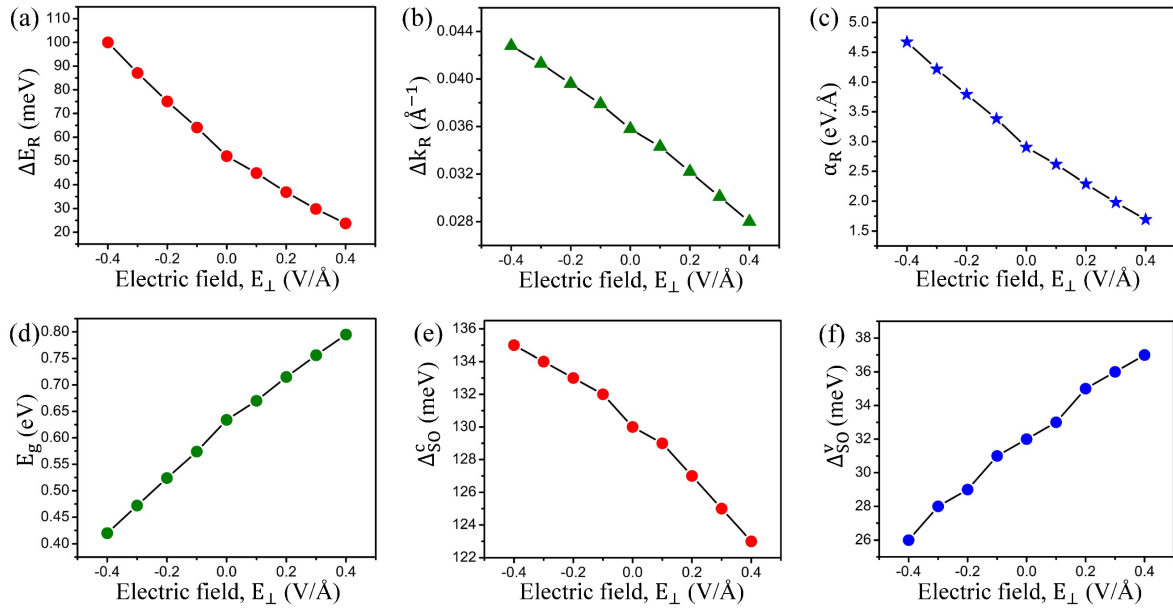 (a)
100
90
80
70
60
50
40
30
20
ΔE_R (meV)
-0.4 -0.2 0.0 0.2 0.4
Electric field, E⊥ (V/Å)
(b)
0.044
0.040
0.036
0.032
0.028
Δk_R (Å⁻¹)
-0.4 -0.2 0.0 0.2 0.4
Electric field, E⊥ (V/Å)
(c)
5.0
4.5
4.0
3.5
3.0
2.5
2.0
1.5
α_R (eV.Å)
-0.4 -0.2 0.0 0.2 0.4
Electric field, E⊥ (V/Å)
(d)
0.80
0.75
0.70
0.65
0.60
0.55
0.50
0.45
0.40
E_g (eV)
-0.4 -0.2 0.0 0.2 0.4
Electric field, E⊥ (V/Å)
(e)
136
134
132
130
128
126
124
122
Δ^c_SO (meV)
-0.4 -0.2 0.0 0.2 0.4
Electric field, E⊥ (V/Å)
(f)
38
36
34
32
30
28
26
Δ^v_SO (meV)
-0.4 -0.2 0.0 0.2 0.4
Electric field, E⊥ (V/Å)